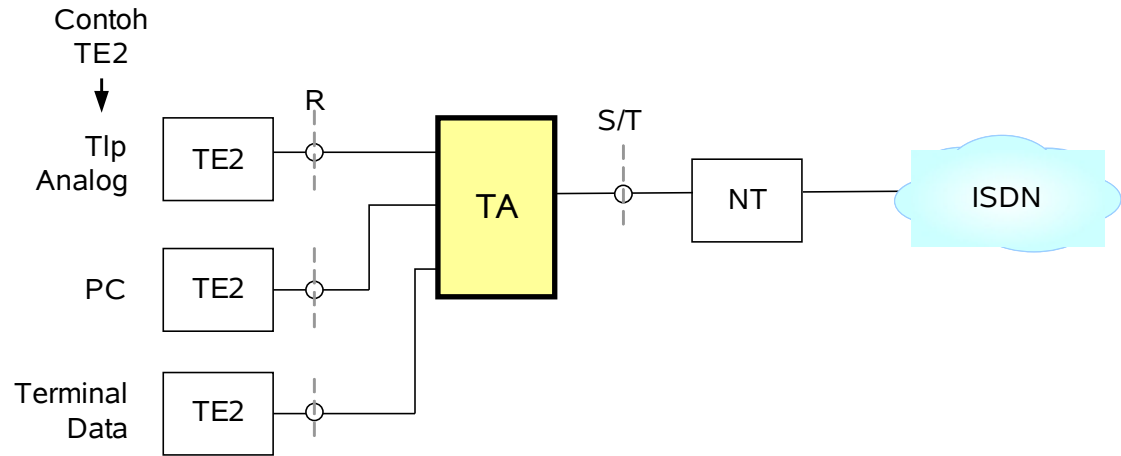 Contoh
TE2
R
S/T
Tlp
Analog
TE2
TA
NT
ISDN
PC
TE2
Terminal
Data
TE2